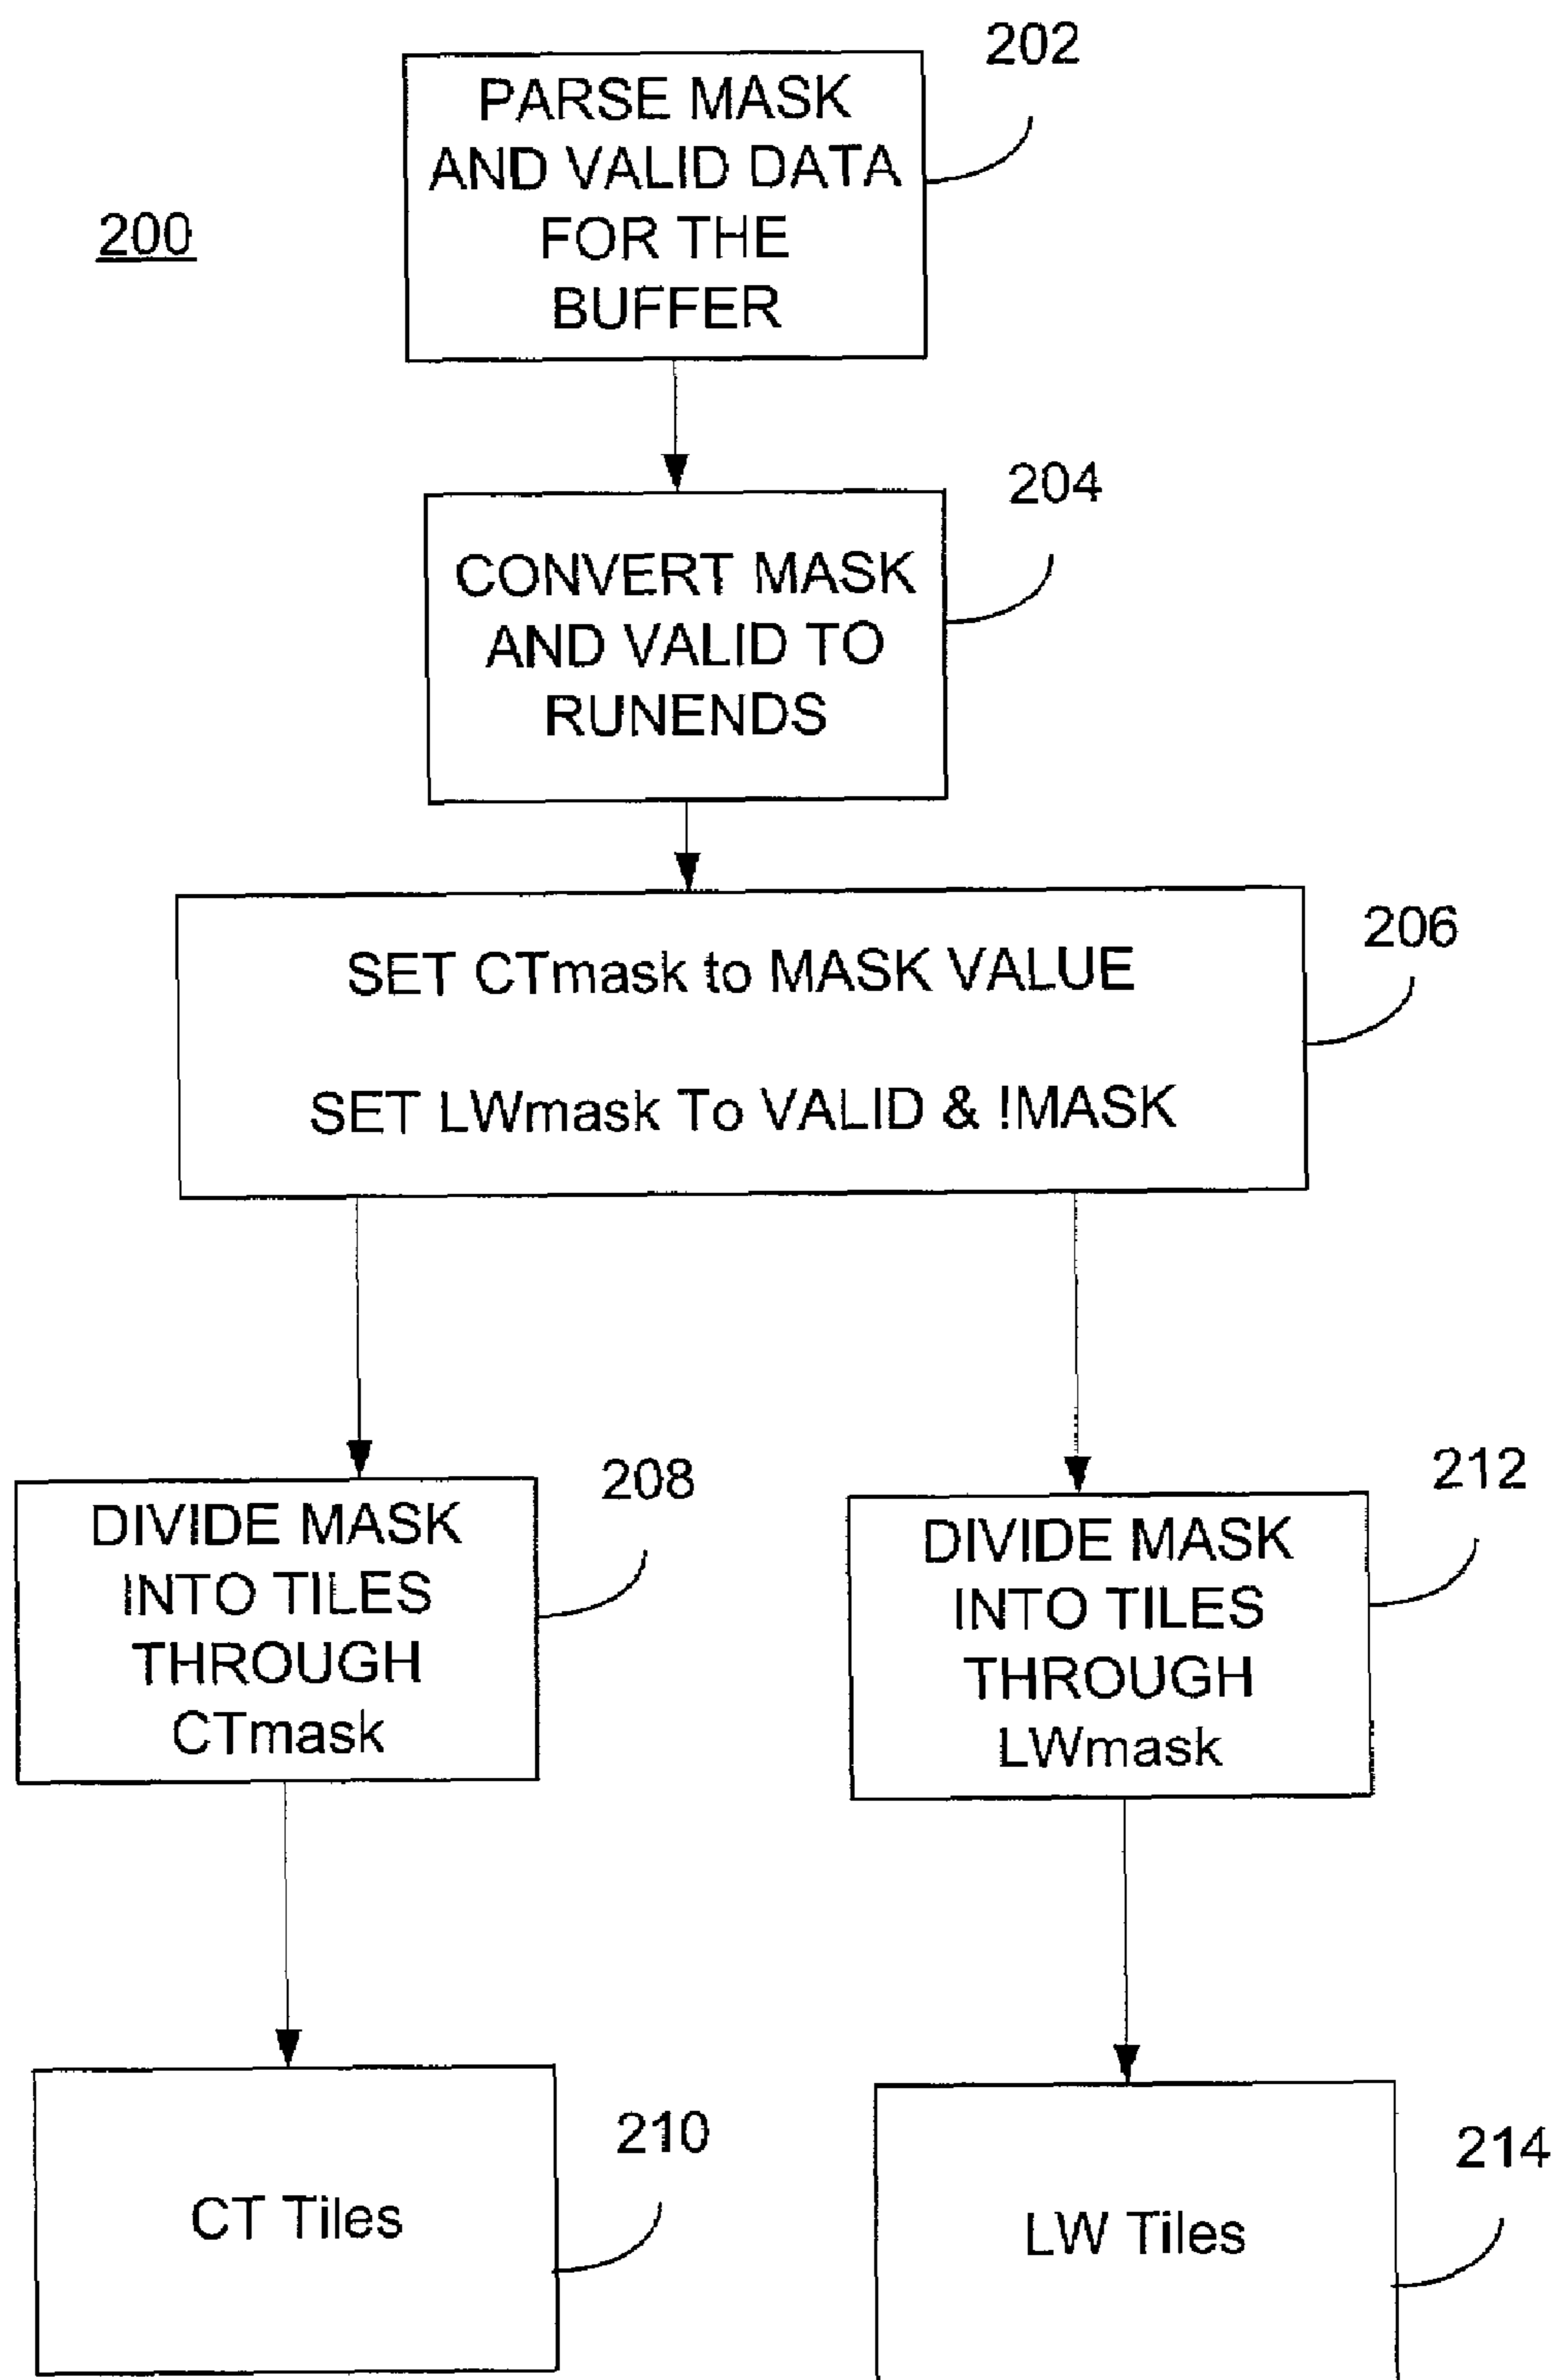 200
202
PARSE MASK
AND VALID DATA
FOR THE
BUFFER
204
CONVERT MASK
AND VALID TO
RUNENDS
206
SET CTmask to MASK VALUE
SET LWmask To VALID & !MASK
208
DIVIDE MASK
INTO TILES
THROUGH
CTmask
212
DIVIDE MASK
INTO TILES
THROUGH
LWmask
210
CT Tiles
214
LW Tiles